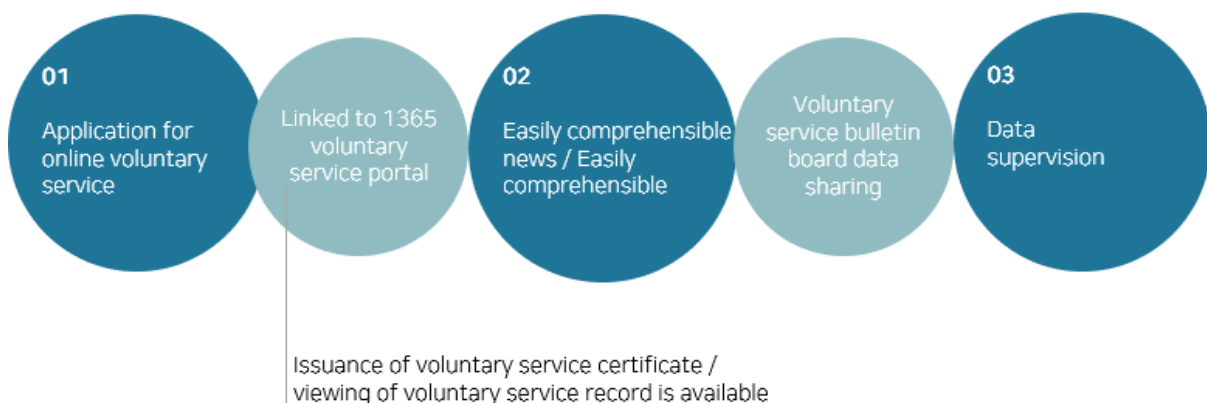 01
Application for
online voluntary
service
Linked to 1365
voluntary
service portal
02
Easily comprehensible
news / Easily
comprehensible
Voluntary
service bulletin
board data
sharing
03
Data
supervision
Issuance of voluntary service certificate /
viewing of voluntary service record is available